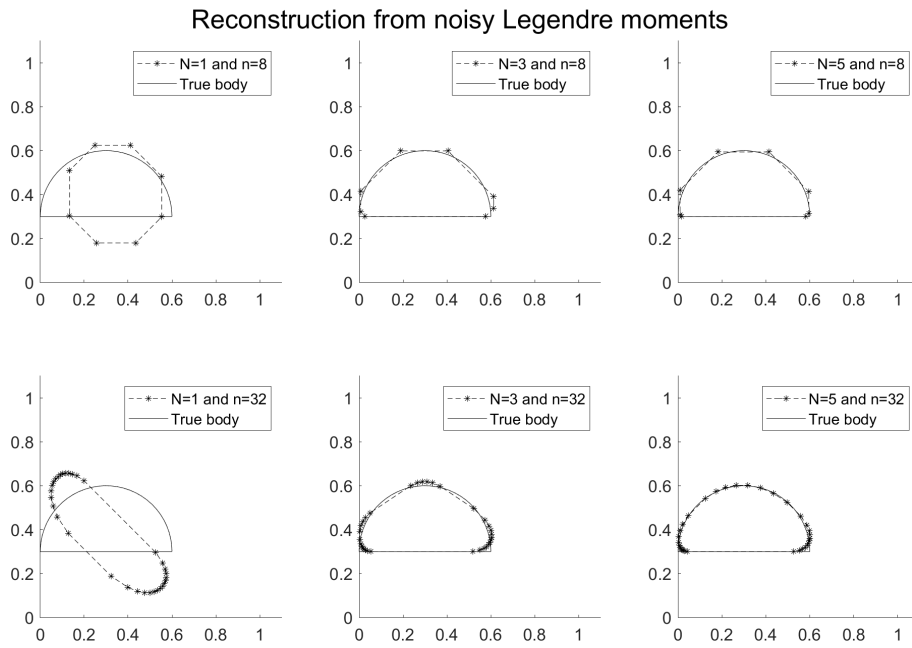 Reconstruction from noisy Legendre moments
N=1 and n=8
True body
1
0.8
0.6
0.4
0.2
0
0 0.2 0.4 0.6 0.8 1
N=3 and n=8
True body
1
0.8
0.6
0.4
0.2
0
0 0.2 0.4 0.6 0.8 1
N=5 and n=8
True body
1
0.8
0.6
0.4
0.2
0
0 0.2 0.4 0.6 0.8 1
N=1 and n=32
True body
1
0.8
0.6
0.4
0.2
0
0 0.2 0.4 0.6 0.8 1
N=3 and n=32
True body
1
0.8
0.6
0.4
0.2
0
0 0.2 0.4 0.6 0.8 1
N=5 and n=32
True body
1
0.8
0.6
0.4
0.2
0
0 0.2 0.4 0.6 0.8 1